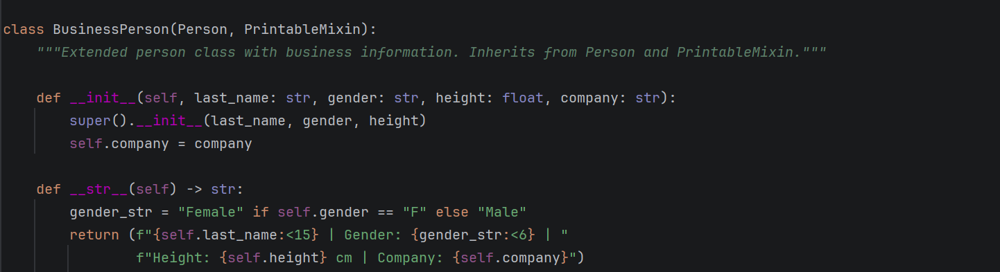 class BusinessPerson(Person, PrintableMixin):
    """Extended person class with business information. Inherits from Person and PrintableMixin."""
    def __init__(self, last_name: str, gender: str, height: float, company: str):
        super().__init__(last_name, gender, height)
        self.company = company
    def __str__(self) -> str:
        gender_str = "Female" if self.gender == "F" else "Male"
        return (f"{self.last_name:<15} | Gender: {gender_str:<6} | "
                f"Height: {self.height} cm | Company: {self.company}")